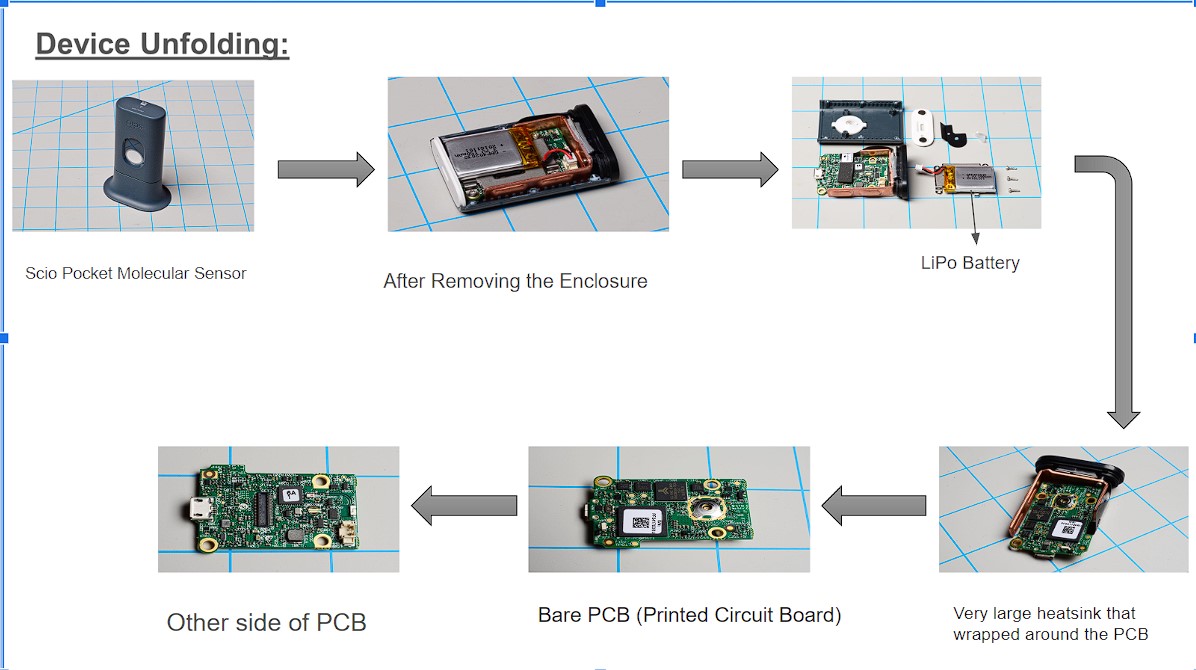 Device Unfolding:
Scio Pocket Molecular Sensor
After Removing the Enclosure
LiPo Battery
Other side of PCB
Bare PCB (Printed Circuit Board)
Very large heatsink that
wrapped around the PCB